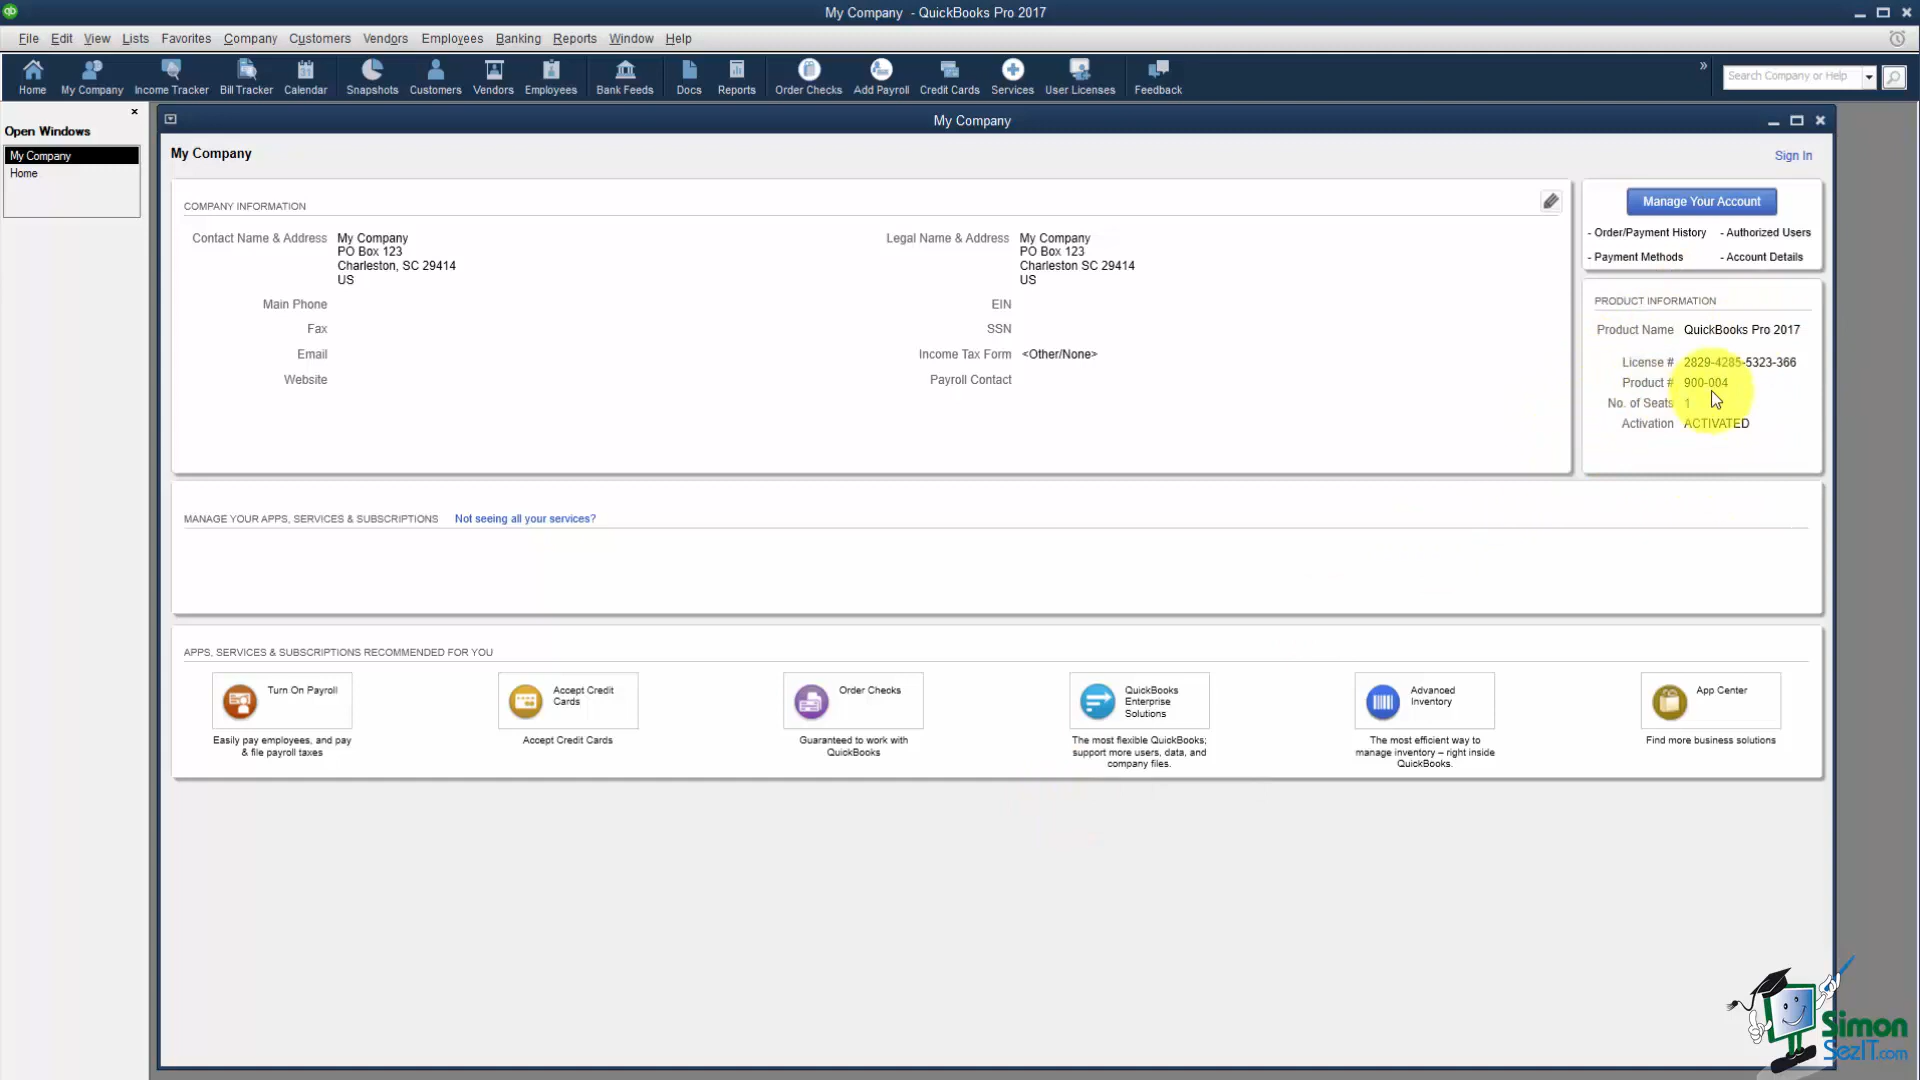 My Company - QuickBooks Pro 2017
File Edit View Lists Favorites Company Customers Vendors Employees Banking Reports Window Help
Home My Company Income Tracker Bill Tracker Calendar Snapshots Customers Vendors Employees Bank Feeds Docs Reports Order Checks Add Payroll Credit Cards Services User Licenses Feedback
Search Company or Help
Open Windows
My Company
Home
My Company
My Company
Sign In
COMPANY INFORMATION
Contact Name & Address My Company
PO Box 123
Charleston, SC 29414
US
Main Phone
Fax
Email
Website
Legal Name & Address My Company
PO Box 123
Charleston SC 29414
US
EIN
SSN
Income Tax Form <Other/None>
Payroll Contact
Manage Your Account
- Order/Payment History - Authorized Users
- Payment Methods - Account Details
PRODUCT INFORMATION
Product Name QuickBooks Pro 2017
License # 2829-4285-5323-366
Product # 900-004
No. of Seats 1
Activation ACTIVATED
MANAGE YOUR APPS, SERVICES & SUBSCRIPTIONS Not seeing all your services?
APPS, SERVICES & SUBSCRIPTIONS RECOMMENDED FOR YOU
Turn On Payroll
Easily pay employees, and pay
& file payroll taxes
Accept Credit
Cards
Accept Credit Cards
Order Checks
Guaranteed to work with
QuickBooks
QuickBooks
Enterprise
Solutions
The most flexible QuickBooks;
support more users, data, and
company files.
Advanced
Inventory
The most efficient way to
manage inventory – right inside
QuickBooks.
App Center
Find more business solutions
Simon
SezIT.com